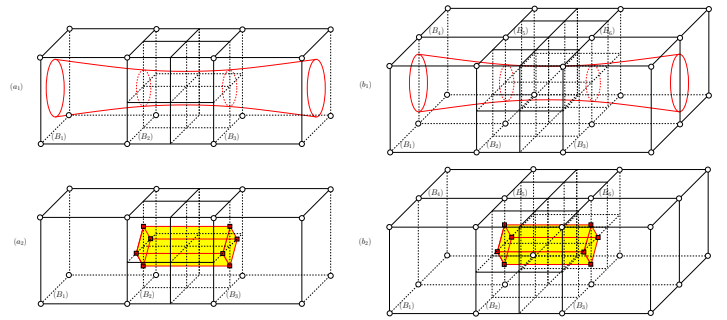 (a₁)
(B₁) (B₂) (B₃)
(B₄) (B₅) (B₆)
(b₁)
(B₁) (B₂) (B₃)
(a₂)
(B₁) (B₂) (B₃)
(B₄) (B₅) (B₆)
(b₂)
(B₁) (B₂) (B₃)